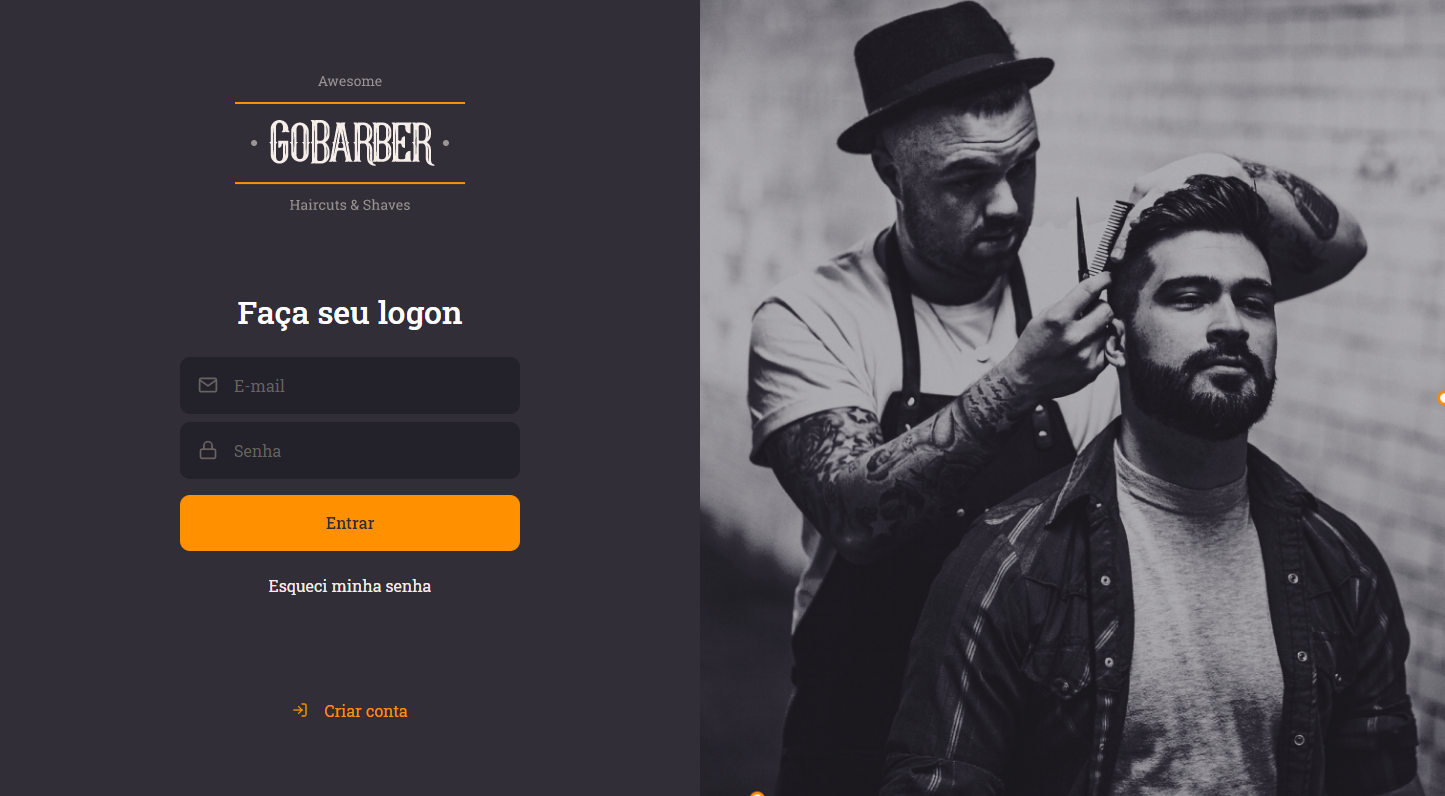 Awesome
• GOBARBER •
Haircuts & Shaves
Faça seu logon
E-mail
Senha
Entrar
Esqueci minha senha
Criar conta